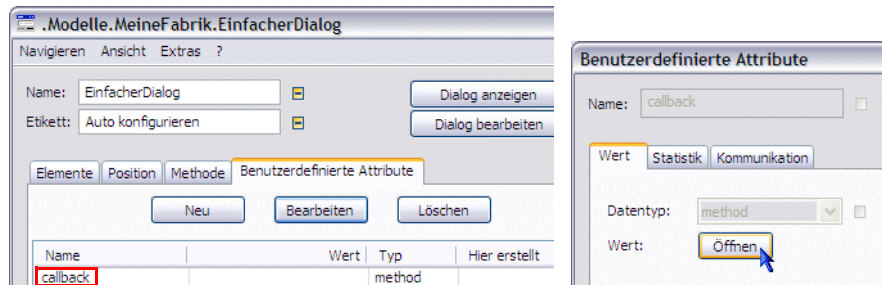 .Modelle.MeineFabrik.EinfacherDialog
Navigieren Ansicht Extras ?
Name: EinfacherDialog
Dialog anzeigen
Etikett: Auto konfigurieren
Dialog bearbeiten
Elemente Position Methode Benutzerdefinierte Attribute
Neu Bearbeiten Löschen
Name Wert Typ Hier erstellt
callback method
Benutzerdefinierte Attribute
Name: callback
Wert Statistik Kommunikation
Datentyp: method
Wert: Öffnen